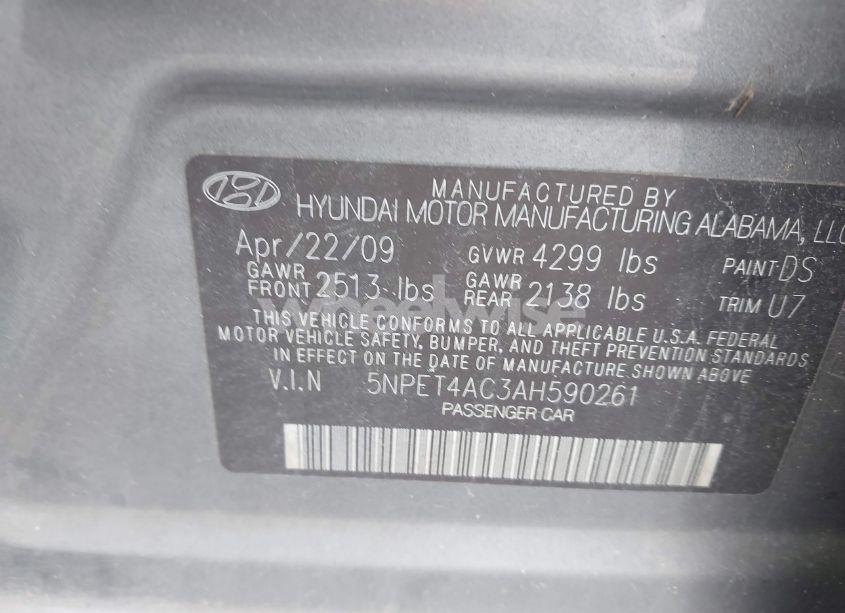 MANUFACTURED BY
HYUNDAI MOTOR MANUFACTURING ALABAMA, LLC
Apr/22/09 GVWR 4299 lbs PAINT DS
GAWR FRONT 2513 lbs GAWR REAR 2138 lbs TRIM U7
wheelwise
THIS VEHICLE CONFORMS TO ALL APPLICABLE U.S.A. FEDERAL
MOTOR VEHICLE SAFETY, BUMPER, AND THEFT PREVENTION STANDARDS
IN EFFECT ON THE DATE OF MANUFACTURE SHOWN ABOVE
V.I.N 5NPET4AC3AH590261
PASSENGER CAR